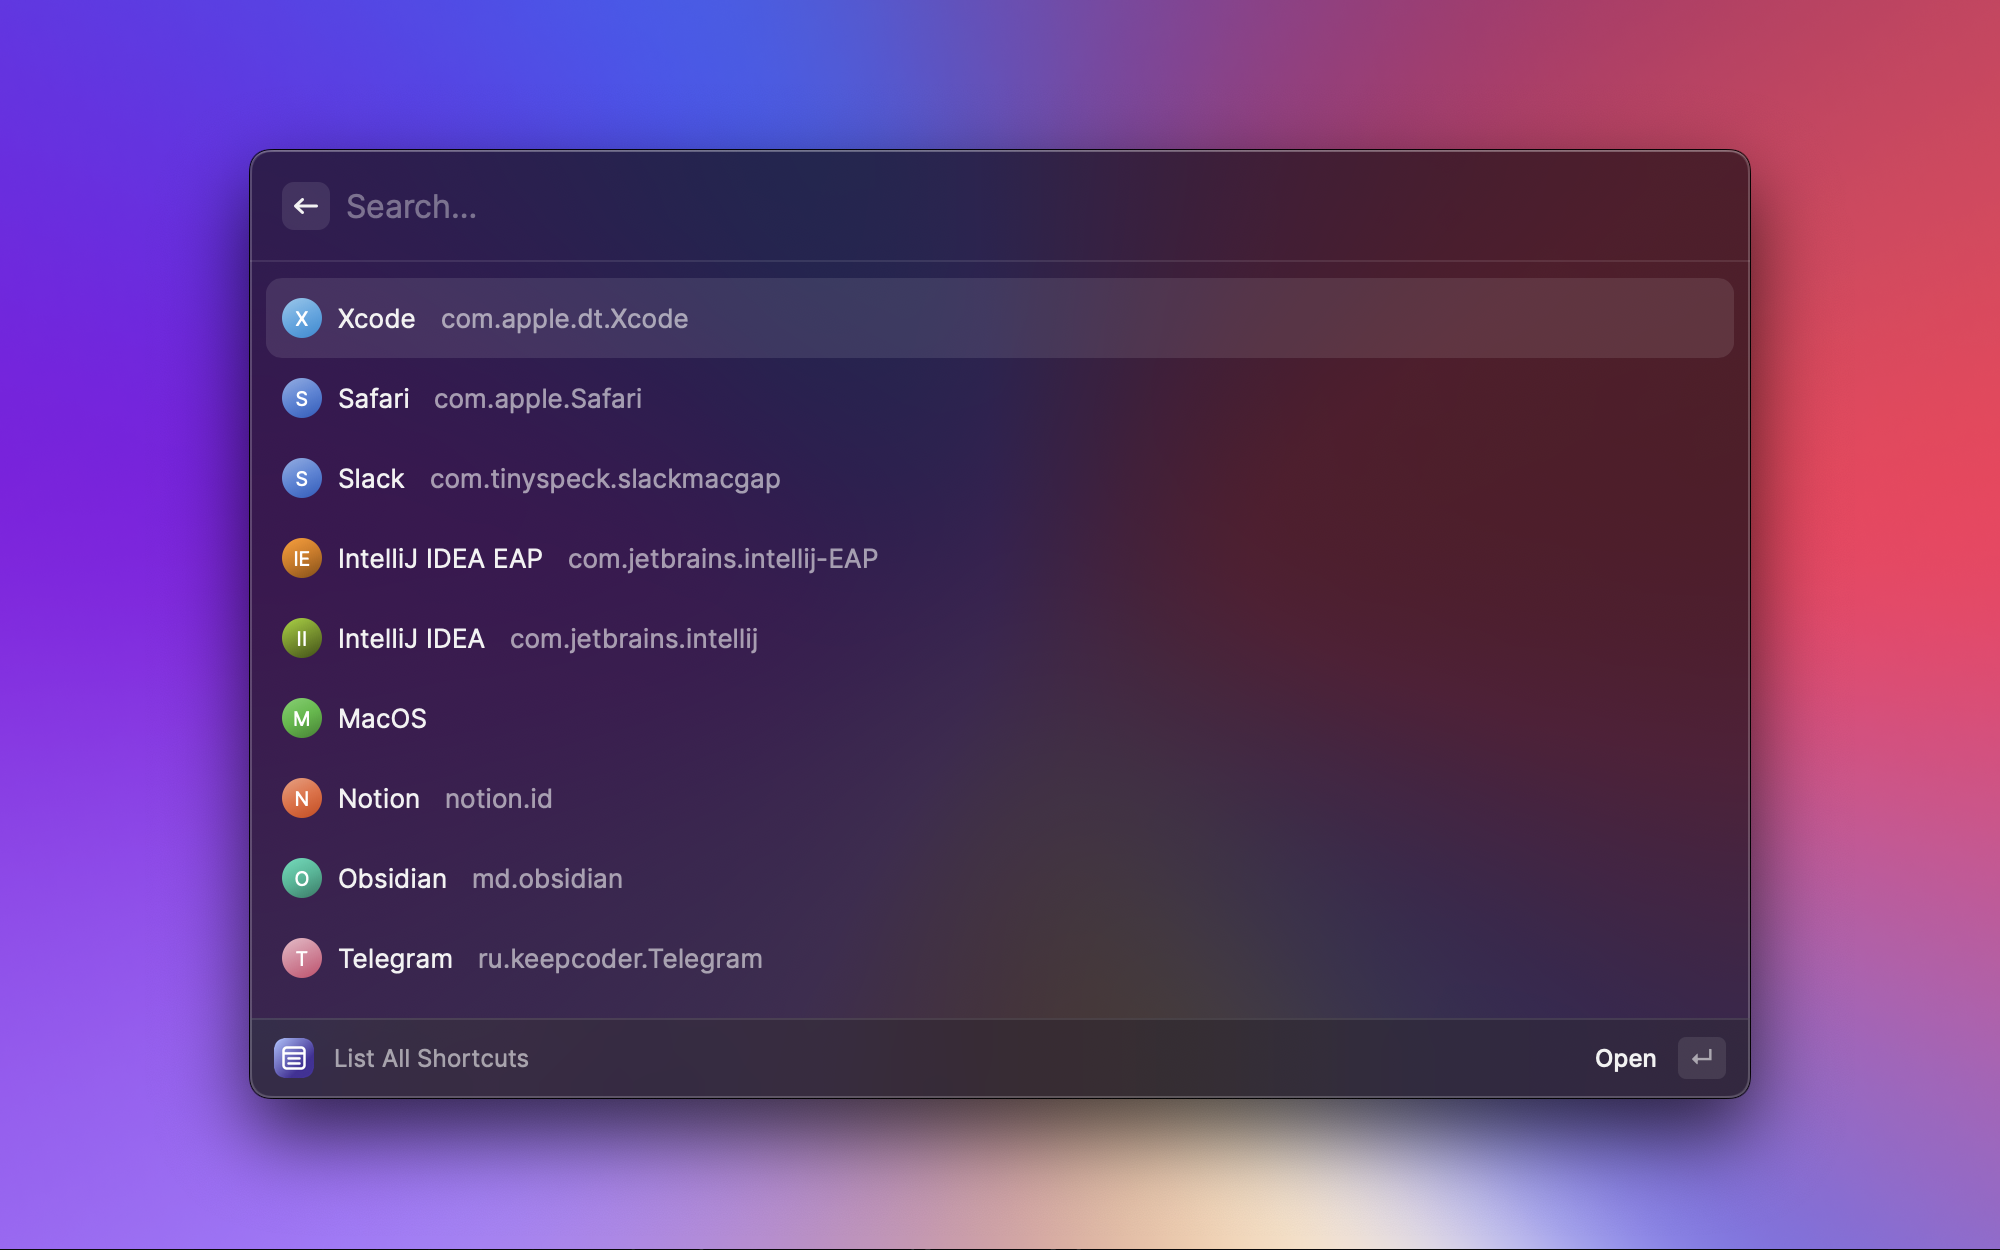 Search...
X Xcode com.apple.dt.Xcode
S Safari com.apple.Safari
S Slack com.tinyspeck.slackmacgap
IE IntelliJ IDEA EAP com.jetbrains.intellij-EAP
II IntelliJ IDEA com.jetbrains.intellij
M MacOS
N Notion notion.id
O Obsidian md.obsidian
T Telegram ru.keepcoder.Telegram
List All Shortcuts Open